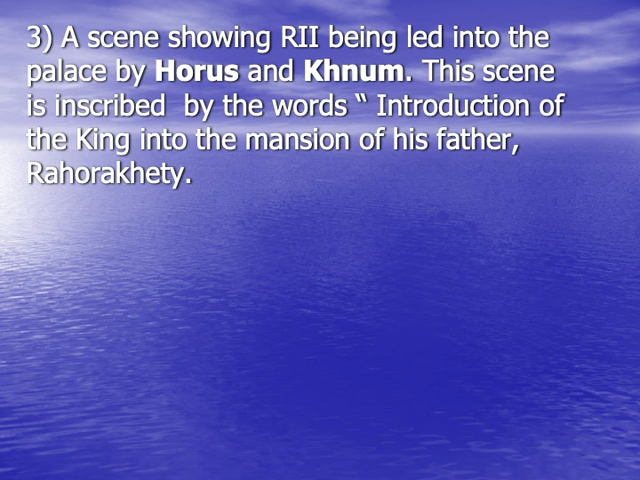 3) A scene showing RII being led into the
palace by Horus and Khnum. This scene
is inscribed  by the words “ Introduction of
the King into the mansion of his father,
Rahorakhety.